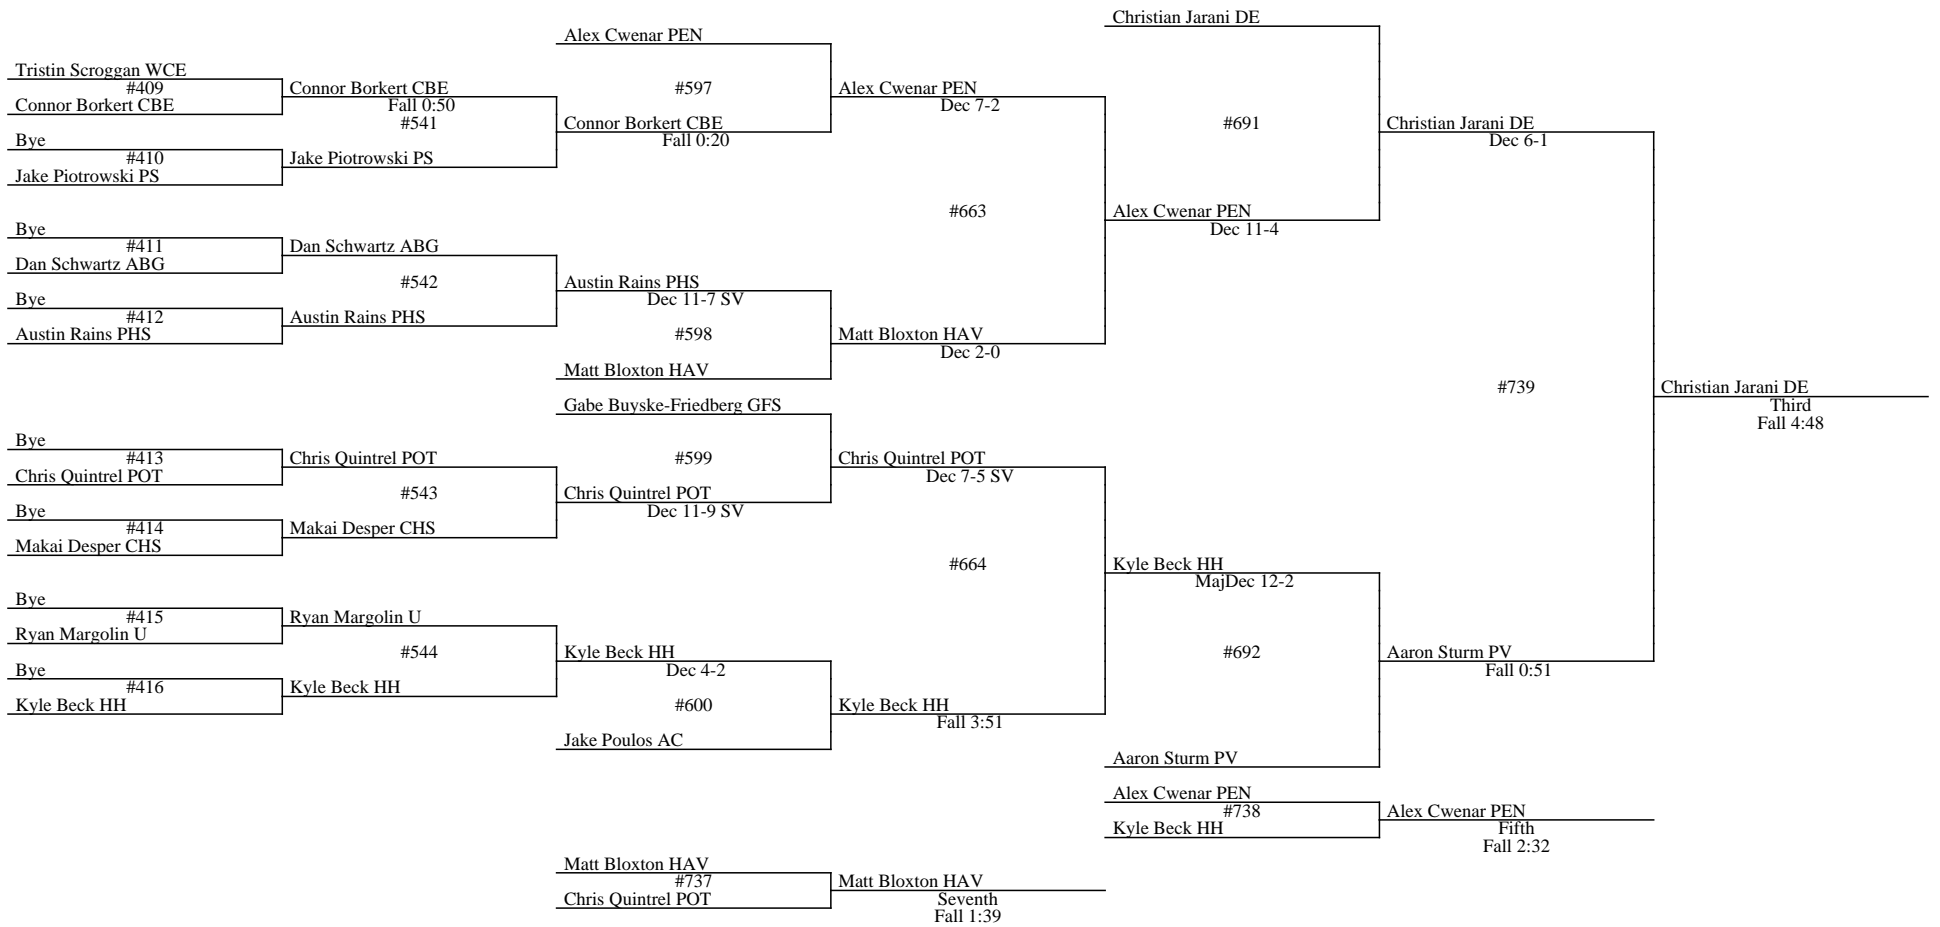 Christian Jarani DE
Alex Cwenar PEN
Tristin Scroggan WCE
#409
Connor Borkert CBE
Connor Borkert CBE
Fall 0:50
#541
#597
Alex Cwenar PEN
Dec 7-2
Connor Borkert CBE
Fall 0:20
#691
Christian Jarani DE
Dec 6-1
Bye
#410
Jake Piotrowski PS
Jake Piotrowski PS
#663
Alex Cwenar PEN
Dec 11-4
Bye
#411
Dan Schwartz ABG
Dan Schwartz ABG
#542
Austin Rains PHS
Dec 11-7 SV
Bye
#412
Austin Rains PHS
Austin Rains PHS
#598
Matt Bloxton HAV
Dec 2-0
Matt Bloxton HAV
#739
Christian Jarani DE
Third
Fall 4:48
Gabe Buyske-Friedberg GFS
Bye
#413
Chris Quintrel POT
Chris Quintrel POT
#543
#599
Chris Quintrel POT
Dec 7-5 SV
Chris Quintrel POT
Dec 11-9 SV
Bye
#414
Makai Desper CHS
Makai Desper CHS
#664
Kyle Beck HH
MajDec 12-2
Bye
#415
Ryan Margolin U
Ryan Margolin U
#544
Kyle Beck HH
Dec 4-2
#692
Aaron Sturm PV
Fall 0:51
Bye
#416
Kyle Beck HH
Kyle Beck HH
#600
Kyle Beck HH
Fall 3:51
Jake Poulos AC
Aaron Sturm PV
Alex Cwenar PEN
#738
Kyle Beck HH
Alex Cwenar PEN
Fifth
Fall 2:32
Matt Bloxton HAV
#737
Chris Quintrel POT
Matt Bloxton HAV
Seventh
Fall 1:39